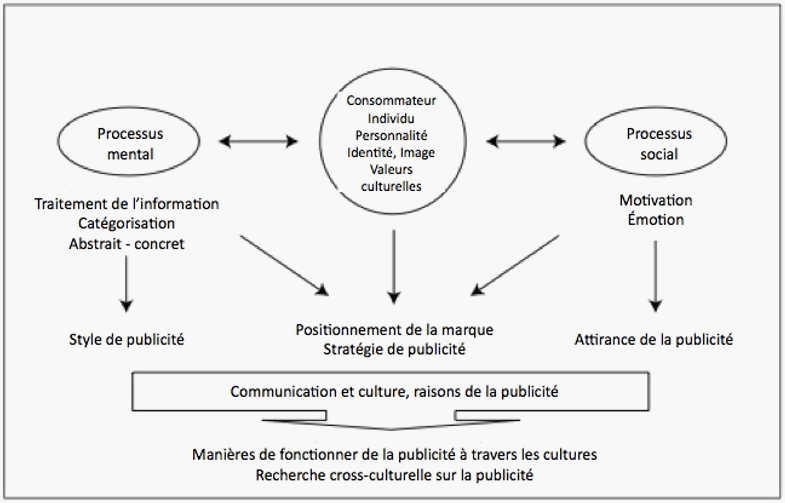 Processus
mental
Consommateur
Individu
Personnalité
Identité, Image
Valeurs
culturelles
Processus
social
Traitement de l'information
Catégorisation
Abstrait - concret
Motivation
Émotion
Style de publicité
Positionnement de la marque
Stratégie de publicité
Attirance de la publicité
Communication et culture, raisons de la publicité
Manières de fonctionner de la publicité à travers les cultures
Recherche cross-culturelle sur la publicité